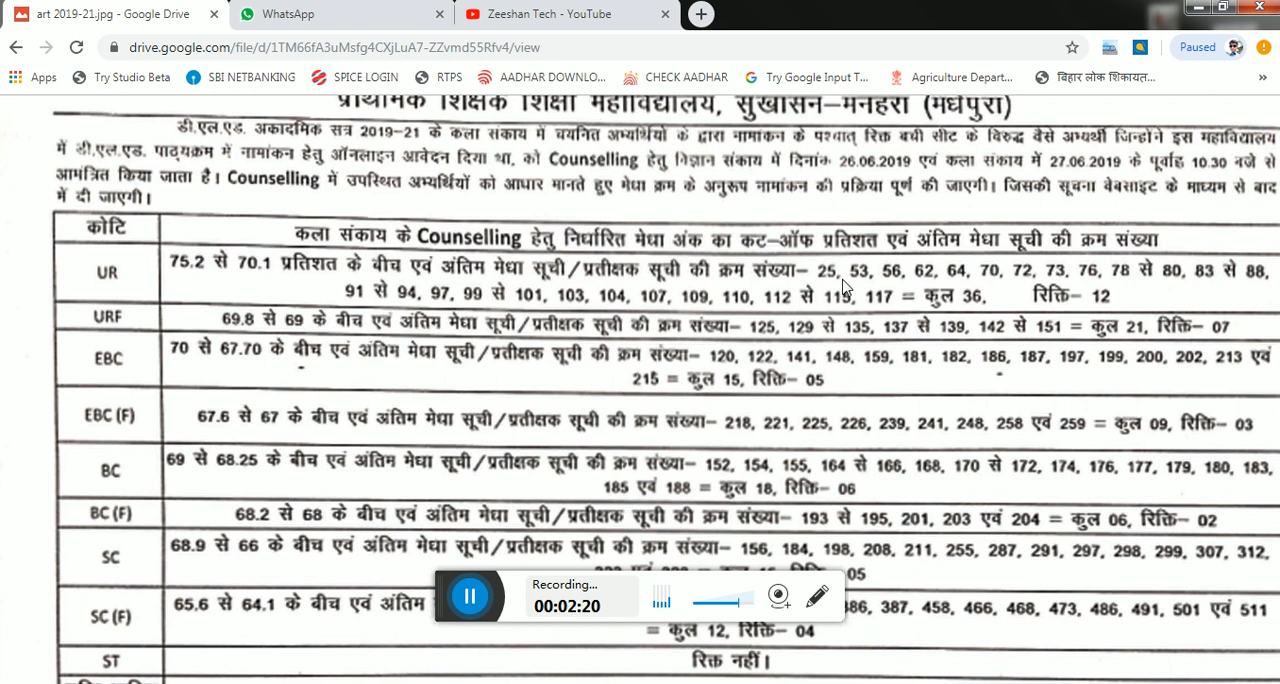 art 2019-21.jpg - Google Drive
WhatsApp
Zeeshan Tech - YouTube
drive.google.com/file/d/1TM66fA3uMsfg4CXjLuA7-ZZvmd55Rfv4/view
Paused
Apps
Try Studio Beta
SBI NETBANKING
SPICE LOGIN
RTPS
AADHAR DOWNLO...
CHECK AADHAR
Try Google Input T...
Agriculture Depart...
बिहार लोक शिकायत...
प्राथमिक शिक्षक शिक्षा महाविद्यालय, सुखासन–मनहरा (मधेपुरा)
डी.एल.एड. अकादमिक सत्र 2019–21 के कला संकाय में चयनित अभ्यर्थियों के द्वारा नामांकन के पश्चात् रिक्त बची सीट के विरुद्ध वैसे अभ्यर्थी जिन्होंने इस महाविद्यालय
में डी.एल.एड. पाठ्यक्रम में नामांकन हेतु ऑनलाइन आवेदन दिया था, को Counselling हेतु विज्ञान संकाय में दिनांक 26.06.2019 एवं कला संकाय में 27.06.2019 के पूर्वाह्न 10.30 बजे से
आमंत्रित किया जाता है। Counselling में उपस्थित अभ्यर्थियों को आधार मानते हुए मेधा क्रम के अनुरूप नामांकन की प्रक्रिया पूर्ण की जाएगी। जिसकी सूचना वेबसाइट के माध्यम से बाद
में दी जाएगी।
कोटि
कला संकाय के Counselling हेतु निर्धारित मेधा अंक का कट–ऑफ प्रतिशत एवं अंतिम मेधा सूची की क्रम संख्या
UR
75.2 से 70.1 प्रतिशत के बीच एवं अंतिम मेधा सूची/प्रतीक्षक सूची की क्रम संख्या– 25, 53, 56, 62, 64, 70, 72, 73, 76, 78 से 80, 83 से 88,
91 से 94, 97, 99 से 101, 103, 104, 107, 109, 110, 112 से 115, 117 = कुल 36, रिक्ति– 12
URF
69.8 से 69 के बीच एवं अंतिम मेधा सूची/प्रतीक्षक सूची की क्रम संख्या– 125, 129 से 135, 137 से 139, 142 से 151 = कुल 21, रिक्ति– 07
EBC
70 से 67.70 के बीच एवं अंतिम मेधा सूची/प्रतीक्षक सूची की क्रम संख्या– 120, 122, 141, 148, 159, 181, 182, 186, 187, 197, 199, 200, 202, 213 एवं
215 = कुल 15, रिक्ति– 05
EBC (F)
67.6 से 67 के बीच एवं अंतिम मेधा सूची/प्रतीक्षक सूची की क्रम संख्या– 218, 221, 225, 226, 239, 241, 248, 258 एवं 259 = कुल 09, रिक्ति– 03
BC
69 से 68.25 के बीच एवं अंतिम मेधा सूची/प्रतीक्षक सूची की क्रम संख्या– 152, 154, 155, 164 से 166, 168, 170 से 172, 174, 176, 177, 179, 180, 183,
185 एवं 188 = कुल 18, रिक्ति– 06
BC (F)
68.2 से 68 के बीच एवं अंतिम मेधा सूची/प्रतीक्षक सूची की क्रम संख्या– 193 से 195, 201, 203 एवं 204 = कुल 06, रिक्ति– 02
SC
68.9 से 66 के बीच एवं अंतिम मेधा सूची/प्रतीक्षक सूची की क्रम संख्या– 156, 184, 198, 208, 211, 255, 287, 291, 297, 298, 299, 307, 312,
05
SC (F)
65.6 से 64.1 के बीच एवं अंतिम 387, 458, 466, 468, 473, 486, 491, 501 एवं 511
= कुल 12, रिक्ति– 04
ST
रिक्त नहीं।
Recording...
00:02:20